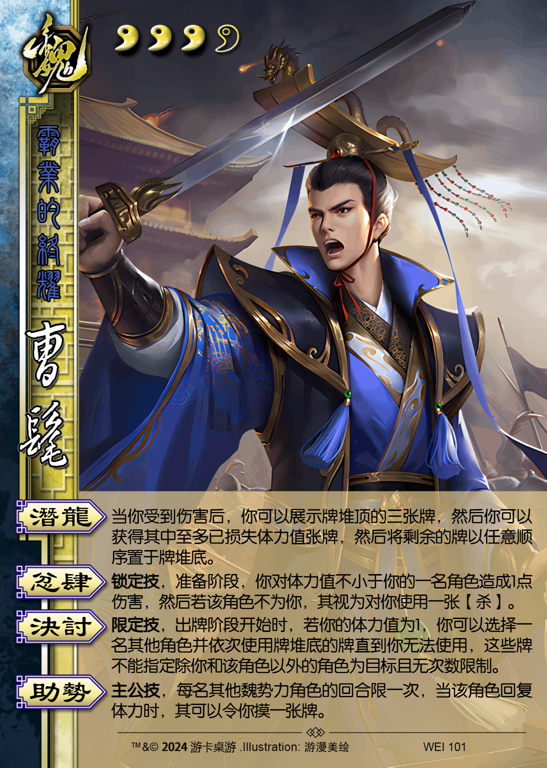 魏
霸業的終耀
曹髦
潛龍
当你受到伤害后，你可以展示牌堆顶的三张牌，然后你可以
获得其中至多已损失体力值张牌，然后将剩余的牌以任意顺
序置于牌堆底。
忿肆
锁定技，准备阶段，你对体力值不小于你的一名角色造成1点
伤害，然后若该角色不为你，其视为对你使用一张【杀】。
決討
限定技，出牌阶段开始时，若你的体力值为1，你可以选择一
名其他角色并依次使用牌堆底的牌直到你无法使用，这些牌
不能指定除你和该角色以外的角色为目标且无次数限制。
助勢
主公技，每名其他魏势力角色的回合限一次，当该角色回复
体力时，其可以令你摸一张牌。
™&© 2024 游卡桌游 .Illustration: 游漫美绘
WEI 101